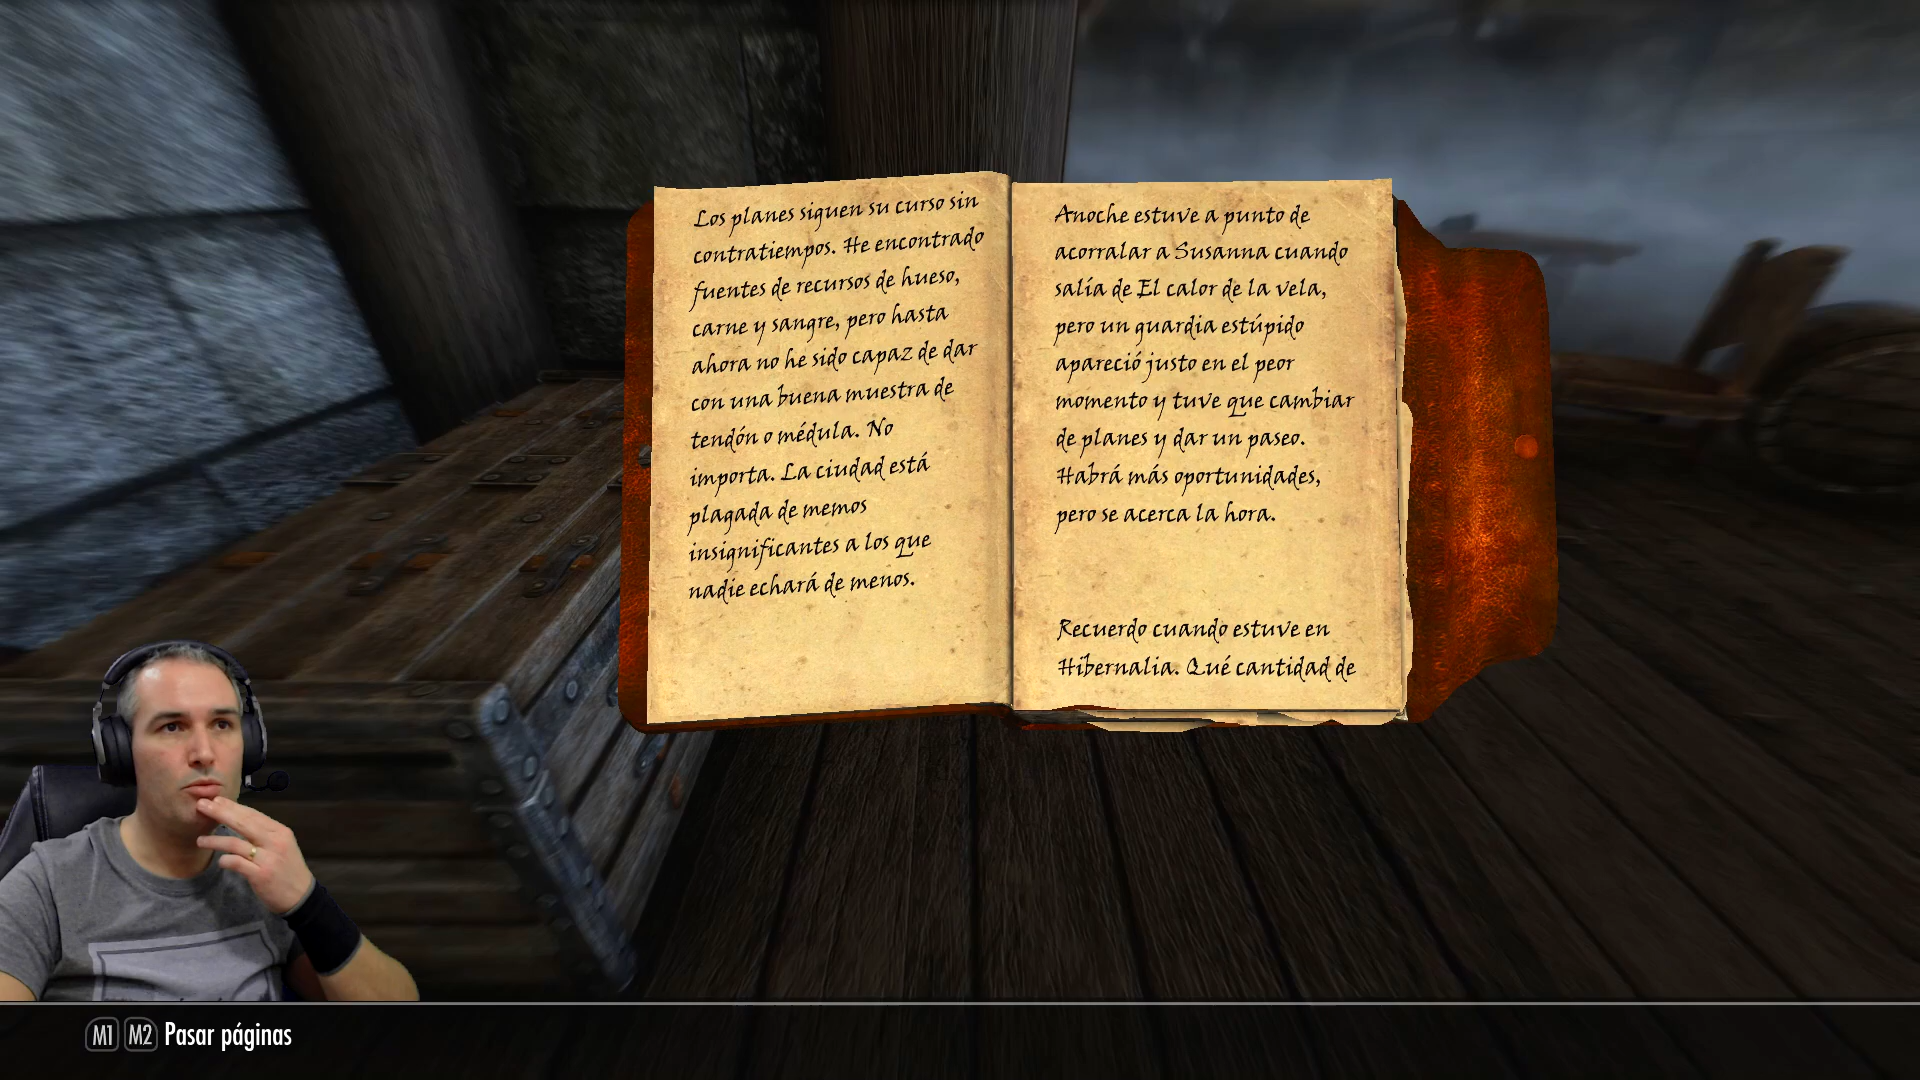 Los planes siguen su curso sin
contratiempos. He encontrado
fuentes de recursos de hueso,
carne y sangre, pero hasta
ahora no he sido capaz de dar
con una buena muestra de
tendón o médula. No
importa. La ciudad está
plagada de memos
insignificantes a los que
nadie echará de menos.
Anoche estuve a punto de
acorralar a Susanna cuando
salía de El calor de la vela,
pero un guardia estúpido
apareció justo en el peor
momento y tuve que cambiar
de planes y dar un paseo.
Habrá más oportunidades,
pero se acerca la hora.
Recuerdo cuando estuve en
Hibernalia. Qué cantidad de
M1 M2 Pasar páginas